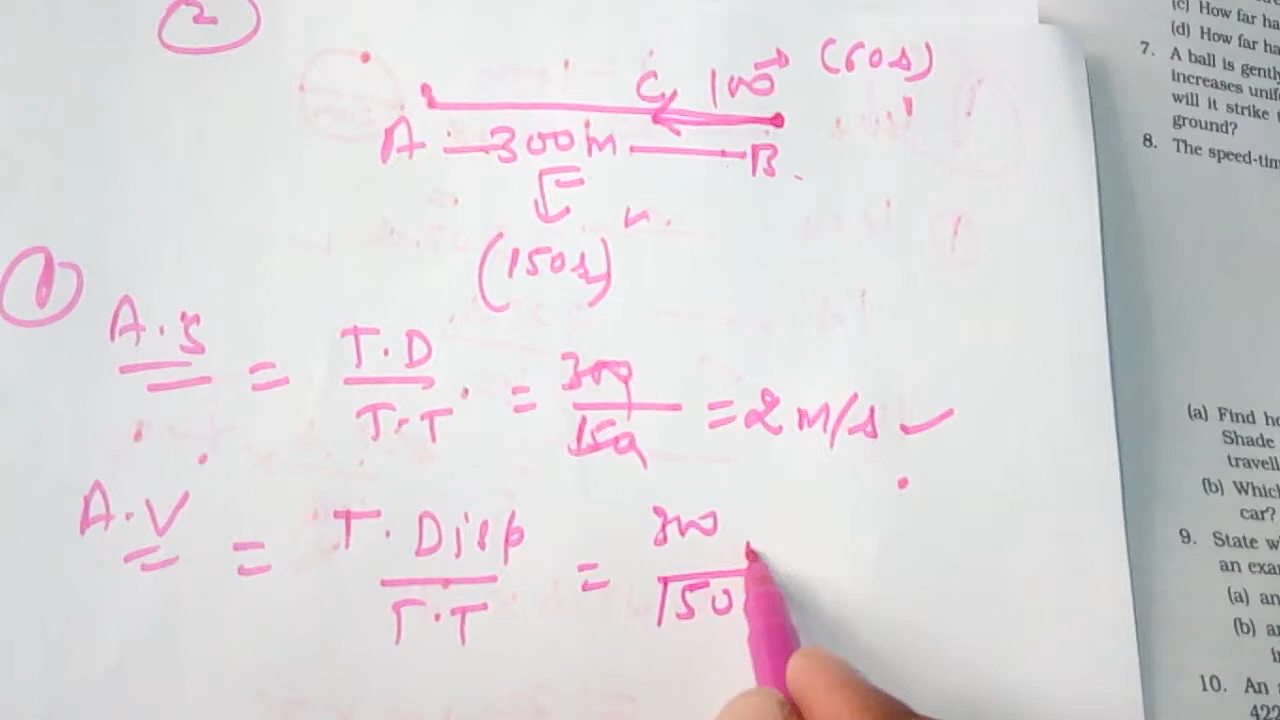 2
C 100 (60s)
A 300m B
(150s)
1
A.S = T.D / T.T = 300 / 150 = 2 m/s ✓
A.V = T.Disp / T.T = 300 / 150
(c) How far ha
(d) How far ha
7. A ball is gently
increases unif
will it strike
ground?
8. The speed-tim
(a) Find ho
Shade
travell
(b) Which
car?
9. State w
an exa
(a) an
(b) a
i
10. An
422